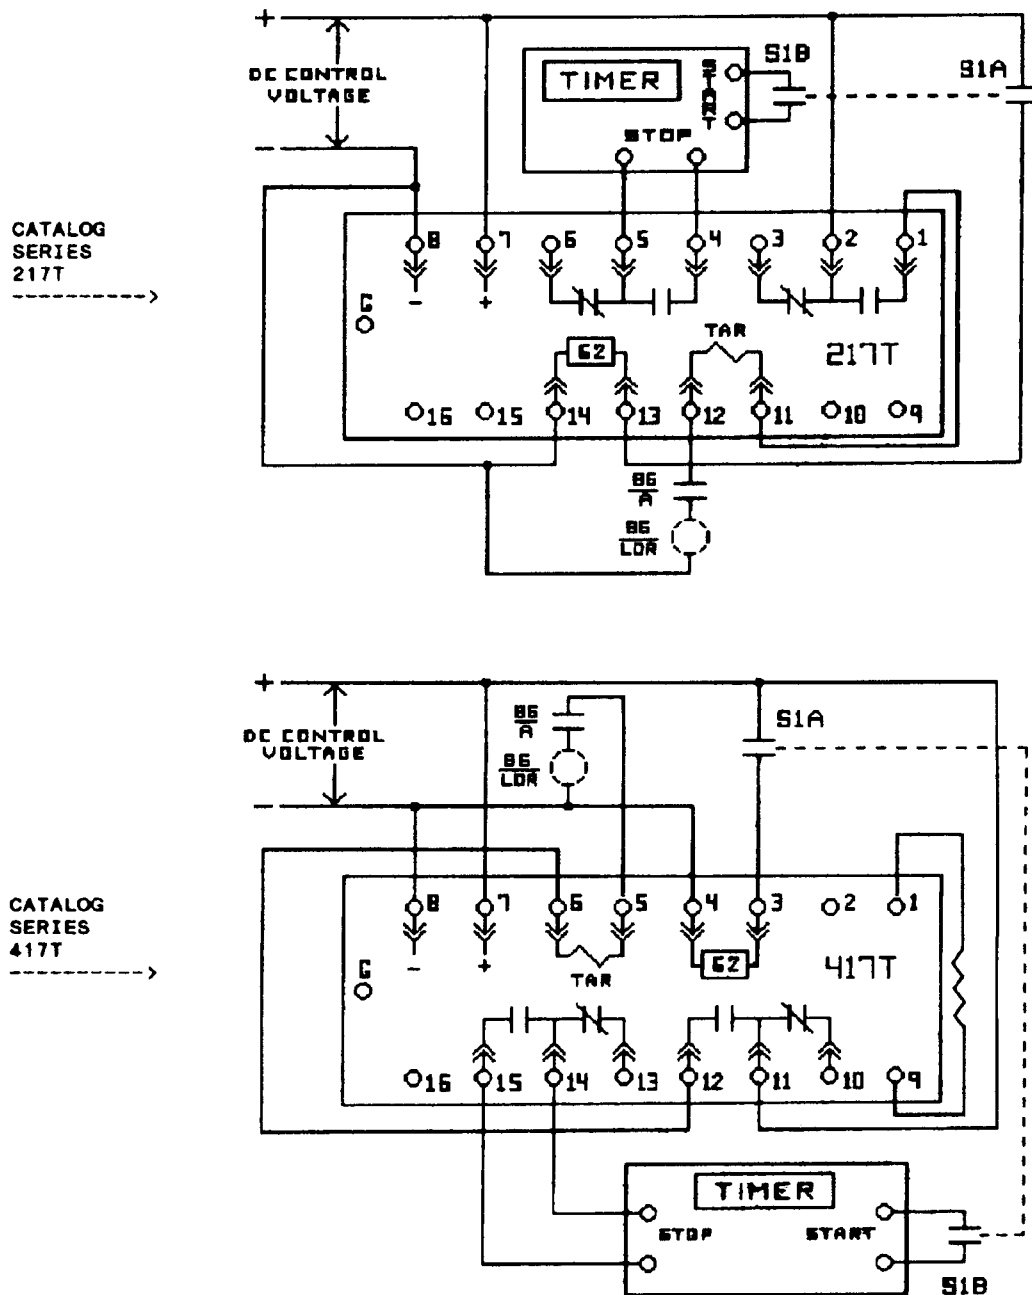 +
DC CONTROL
VOLTAGE
−
TIMER
START
STOP
S1B
S1A
CATALOG
SERIES
217T
------------>
8 7 6 5 4 3 2 1
− +
G
62
TAR
217T
16 15 14 13 12 11 10 9
86
A
86
LOR
+
DC CONTROL
VOLTAGE
−
86
A
86
LOR
S1A
CATALOG
SERIES
417T
------------>
8 7 6 5 4 3 2 1
− +
TAR
62
417T
G
16 15 14 13 12 11 10 9
TIMER
STOP
START
S1B